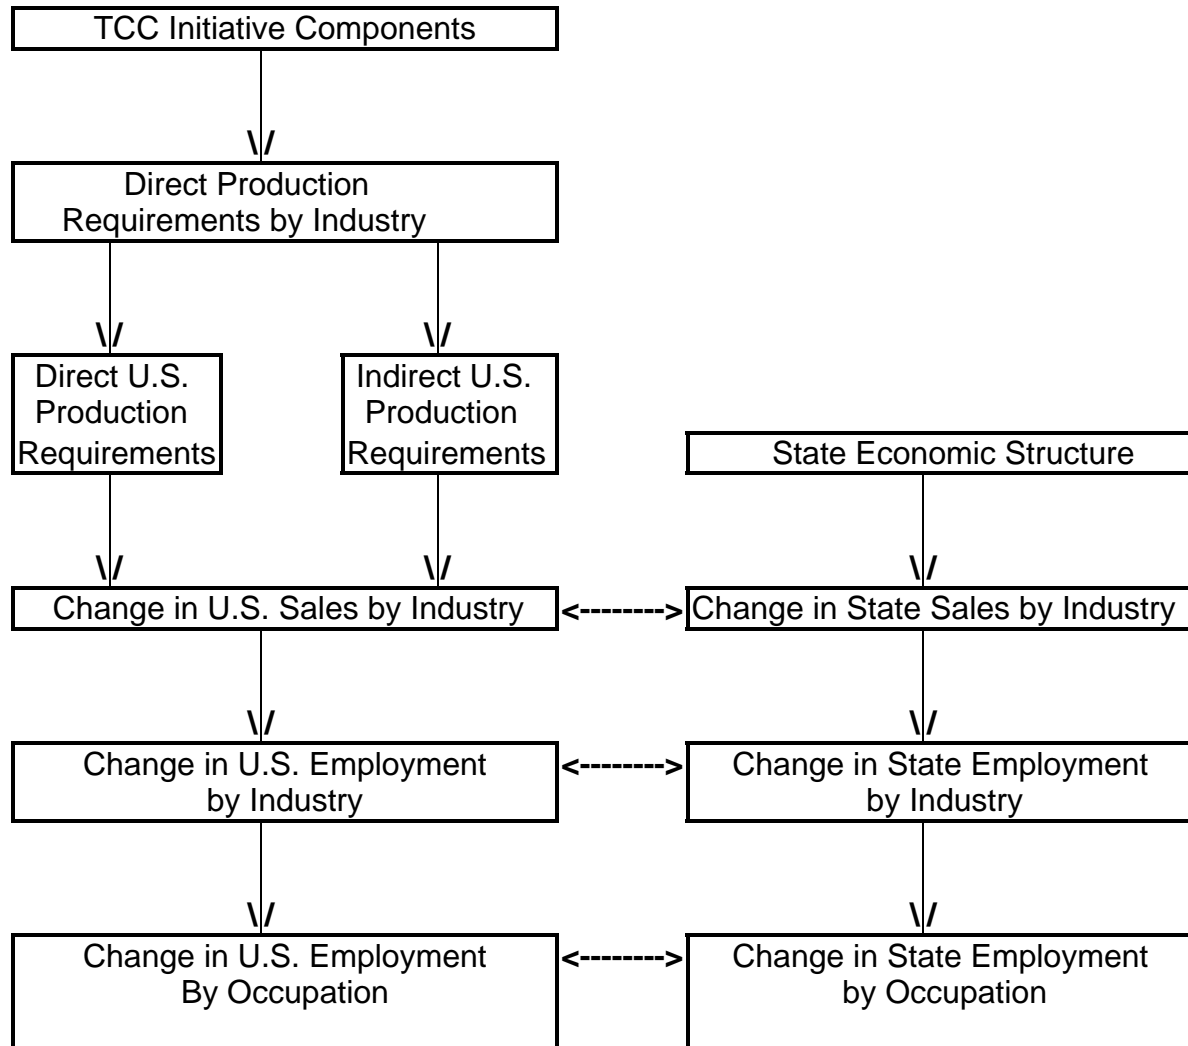 TCC Initiative Components
\/
Direct Production
Requirements by Industry
\/ \/
Direct U.S.
Production
Requirements
Indirect U.S.
Production
Requirements
State Economic Structure
\/ \/ \/
Change in U.S. Sales by Industry
<-------->
Change in State Sales by Industry
\/ \/
Change in U.S. Employment
by Industry
<-------->
Change in State Employment
by Industry
\/ \/
Change in U.S. Employment
By Occupation
<-------->
Change in State Employment
by Occupation